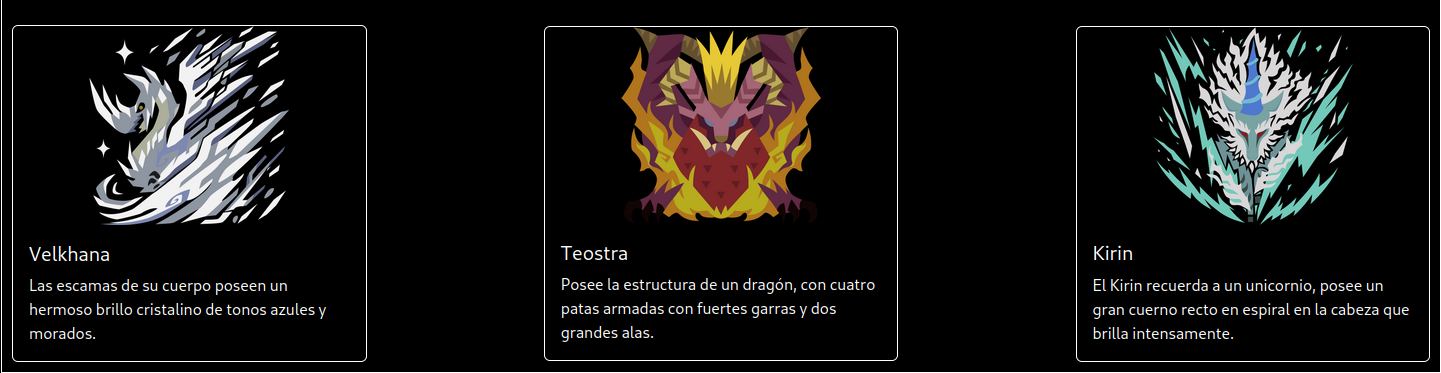 Velkhana
Las escamas de su cuerpo poseen un
hermoso brillo cristalino de tonos azules y
morados.
Teostra
Posee la estructura de un dragón, con cuatro
patas armadas con fuertes garras y dos
grandes alas.
Kirin
El Kirin recuerda a un unicornio, posee un
gran cuerno recto en espiral en la cabeza que
brilla intensamente.